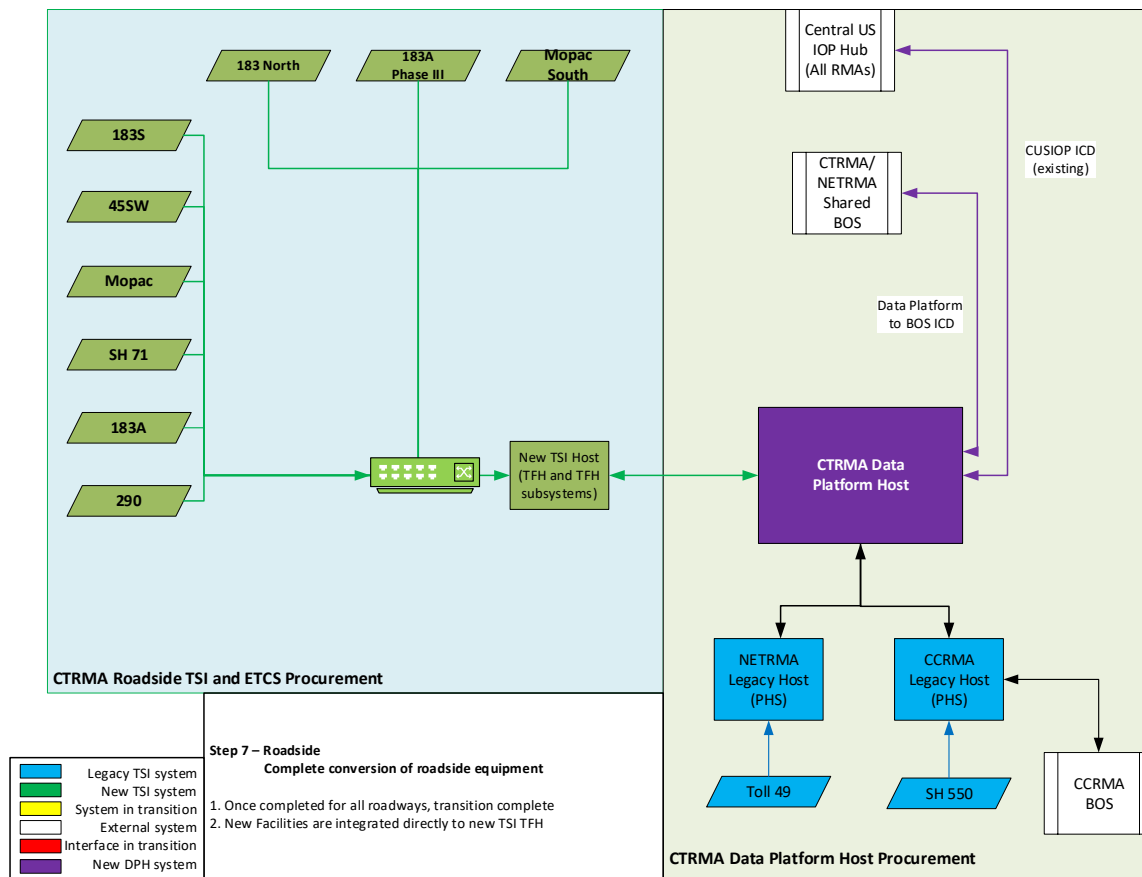 183 North
183A
Phase III
Mopac
South
183S
45SW
Mopac
SH 71
183A
290
New TSI Host
(TFH and TFH
subsystems)
CTRMA Roadside TSI and ETCS Procurement
Central US
IOP Hub
(All RMAs)
CUSIOP ICD
(existing)
CTRMA/
NETRMA
Shared
BOS
Data Platform
to BOS ICD
CTRMA Data
Platform Host
NETRMA
Legacy Host
(PHS)
CCRMA
Legacy Host
(PHS)
Toll 49
SH 550
CCRMA
BOS
CTRMA Data Platform Host Procurement
Step 7 – Roadside
Complete conversion of roadside equipment
1. Once completed for all roadways, transition complete
2. New Facilities are integrated directly to new TSI TFH
Legacy TSI system
New TSI system
System in transition
External system
Interface in transition
New DPH system